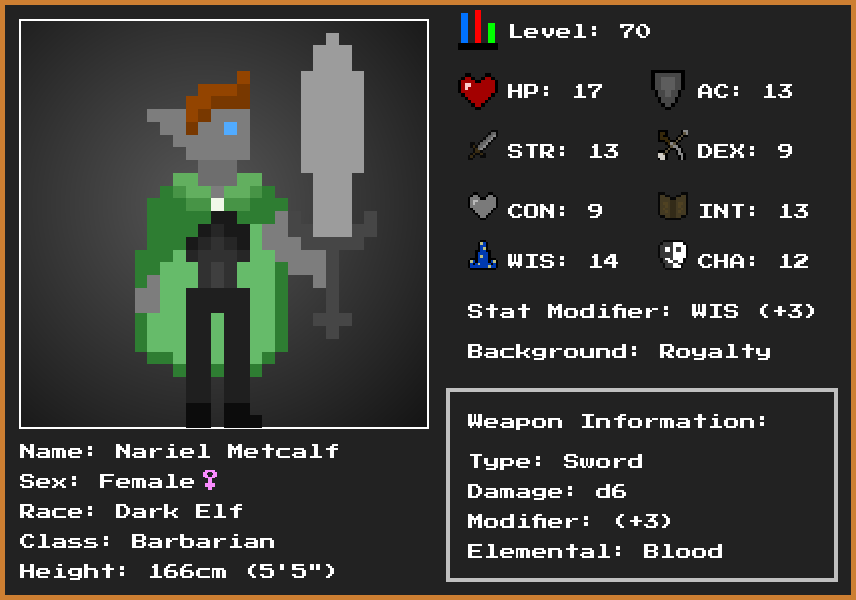 Level: 70
HP: 17 AC: 13
STR: 13 DEX: 9
CON: 9 INT: 13
WIS: 14 CHA: 12
Stat Modifier: WIS (+3)
Background: Royalty
Weapon Information:
Type: Sword
Damage: d6
Modifier: (+3)
Elemental: Blood
Name: Nariel Metcalf
Sex: Female♀
Race: Dark Elf
Class: Barbarian
Height: 166cm (5'5")